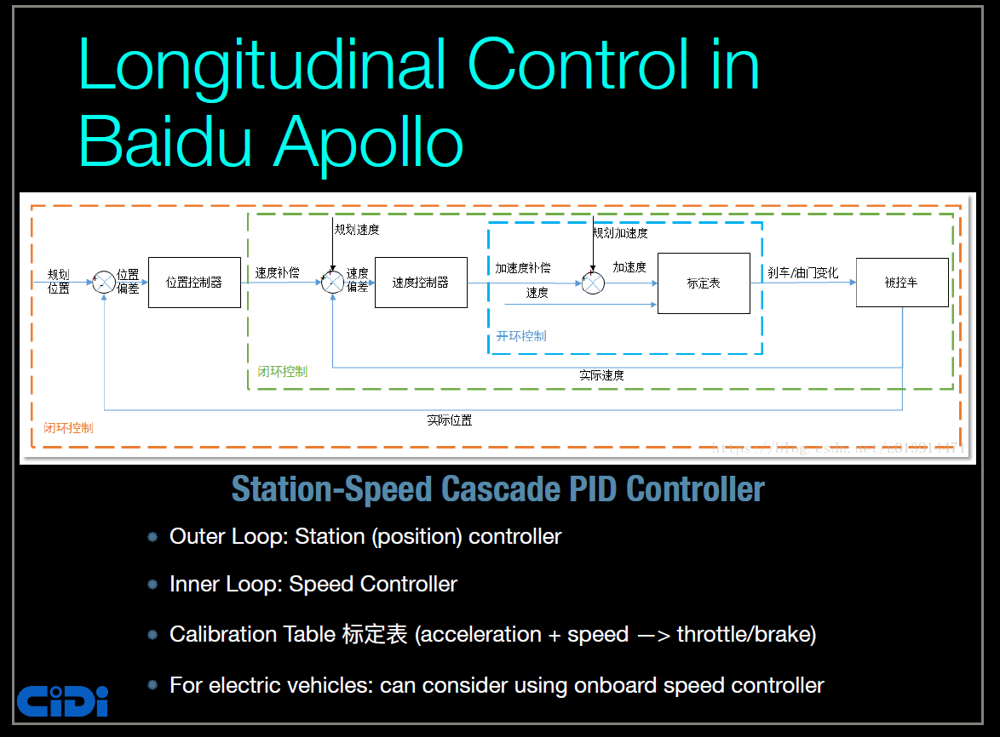 Longitudinal Control in
Baidu Apollo
规划速度
规划加速度
规划
位置
位置
偏差
位置控制器
速度补偿
速度
偏差
速度控制器
加速度补偿
速度
加速度
标定表
刹车/油门变化
被控车
开环控制
闭环控制
实际速度
实际位置
闭环控制
Station-Speed Cascade PID Controller
Outer Loop: Station (position) controller
Inner Loop: Speed Controller
Calibration Table 标定表 (acceleration + speed —> throttle/brake)
For electric vehicles: can consider using onboard speed controller
CiDi